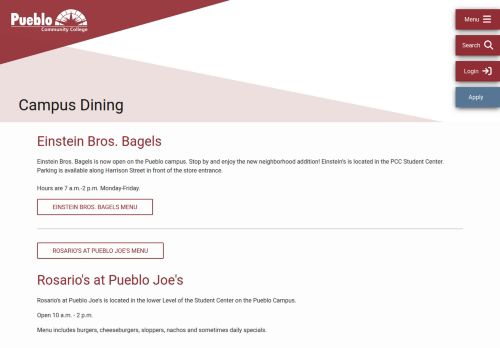 Pueblo
Community College
Menu
Search
Login
Apply
Campus Dining
Einstein Bros. Bagels
Einstein Bros. Bagels is now open on the Pueblo campus. Stop by and enjoy the new neighborhood addition! Einstein's is located in the PCC Student Center.
Parking is available along Harrison Street in front of the store entrance.
Hours are 7 a.m.-2 p.m. Monday-Friday.
EINSTEIN BROS. BAGELS MENU
ROSARIO'S AT PUEBLO JOE'S MENU
Rosario's at Pueblo Joe's
Rosario's at Pueblo Joe's is located in the lower Level of the Student Center on the Pueblo Campus.
Open 10 a.m. - 2 p.m.
Menu includes burgers, cheeseburgers, sloppers, nachos and sometimes daily specials.